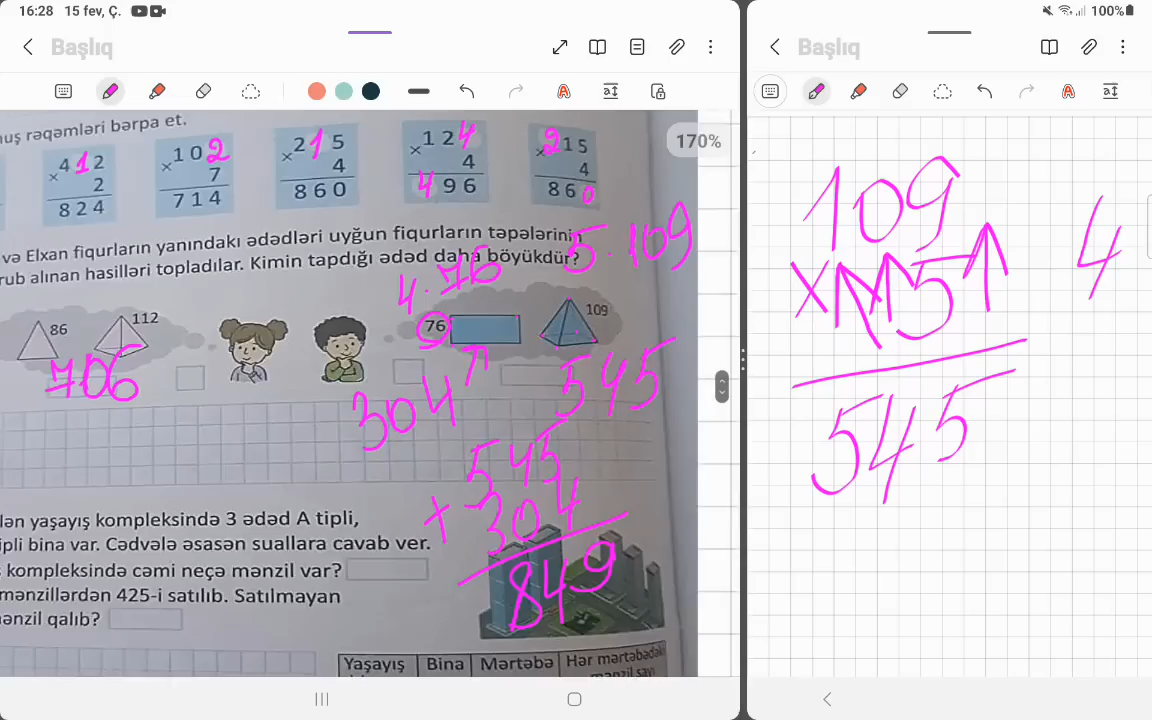 16:28 15 fev, Ç. 100%
Başlıq
Başlıq
170%
uş rəqəmləri bərpa et.
412 × 2 824
102 × 7 714
215 × 4 860
124 × 4 496
215 × 4 860
və Elxan fiqurların yanındakı ədədləri uyğun fiqurların təpələrinin
rub alınan hasilləri topladılar. Kimin tapdığı ədəd daha böyükdür?
5·109
4·76
86
112
76
109
706
304
545
545
+ 304
849
lən yaşayış kompleksində 3 ədəd A tipli,
ipli bina var. Cədvələ əsasən suallara cavab ver.
kompleksində cəmi neçə mənzil var?
mənzillərdən 425-i satılıb. Satılmayan
ənzil qalıb?
Yaşayış Bina Mərtəbə Hər mərtəbədəki
mənzil sayı
109
× 5
545
4